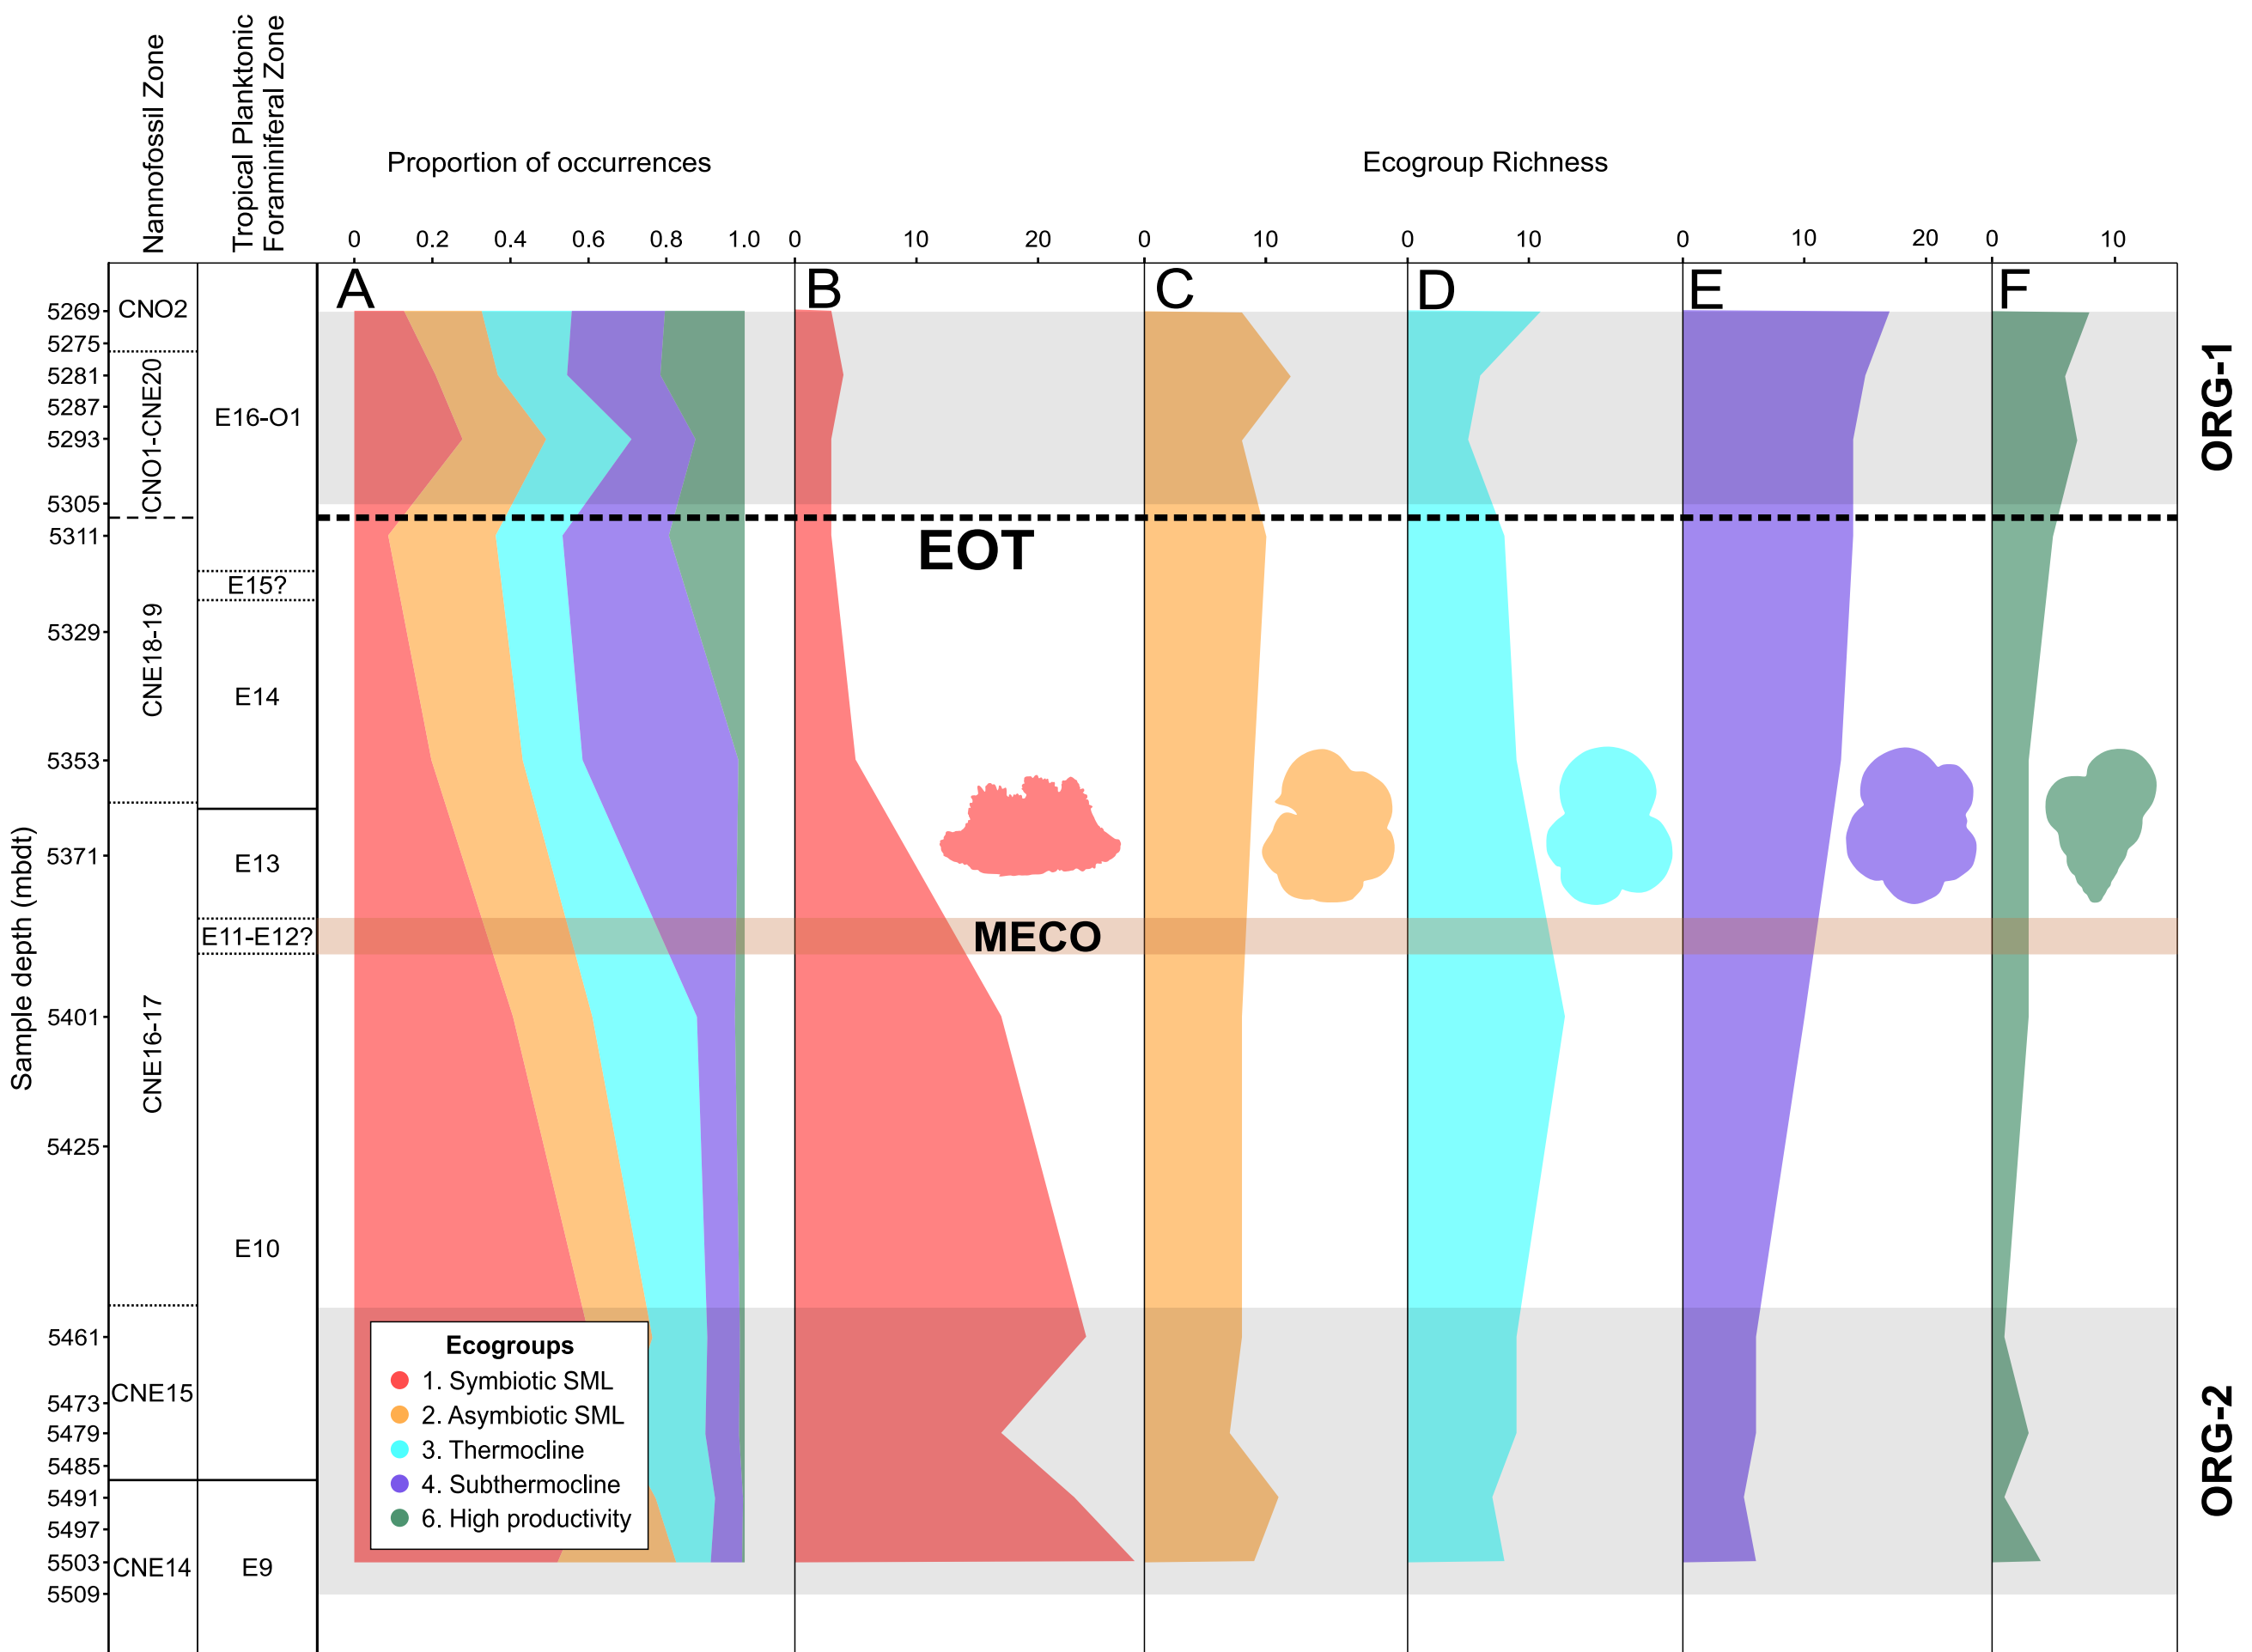 Nannofossil Zone
Tropical Planktonic
Foraminiferal Zone
Proportion of occurrences
Ecogroup Richness
0 0.2 0.4 0.6 0.8 1.0 0 10 20 0 10 0 10 0 10 20 0 10
A B C D E F
Sample depth (mbdt)
5269
5275
5281
5287
5293
5305
5311
5329
5353
5371
5401
5425
5461
5473
5479
5485
5491
5497
5503
5509
CNO2
CNO1-CNE20
CNE18-19
CNE16-17
CNE15
CNE14
E16-O1
E15?
E14
E13
E11-E12?
E10
E9
EOT
MECO
ORG-1
ORG-2
Ecogroups
1. Symbiotic SML
2. Asymbiotic SML
3. Thermocline
4. Subthermocline
6. High productivity